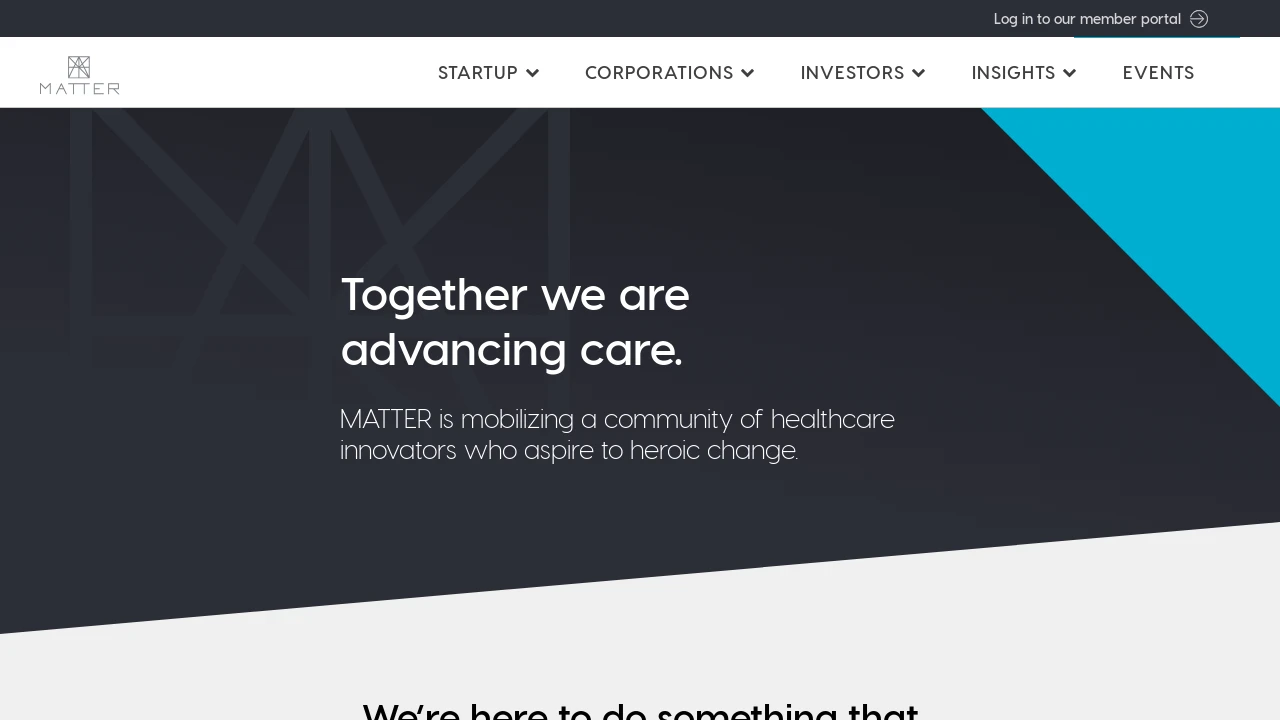 Log in to our member portal
MATTER
STARTUP
CORPORATIONS
INVESTORS
INSIGHTS
EVENTS
Together we are
advancing care.
MATTER is mobilizing a community of healthcare
innovators who aspire to heroic change.
We're here to do something that